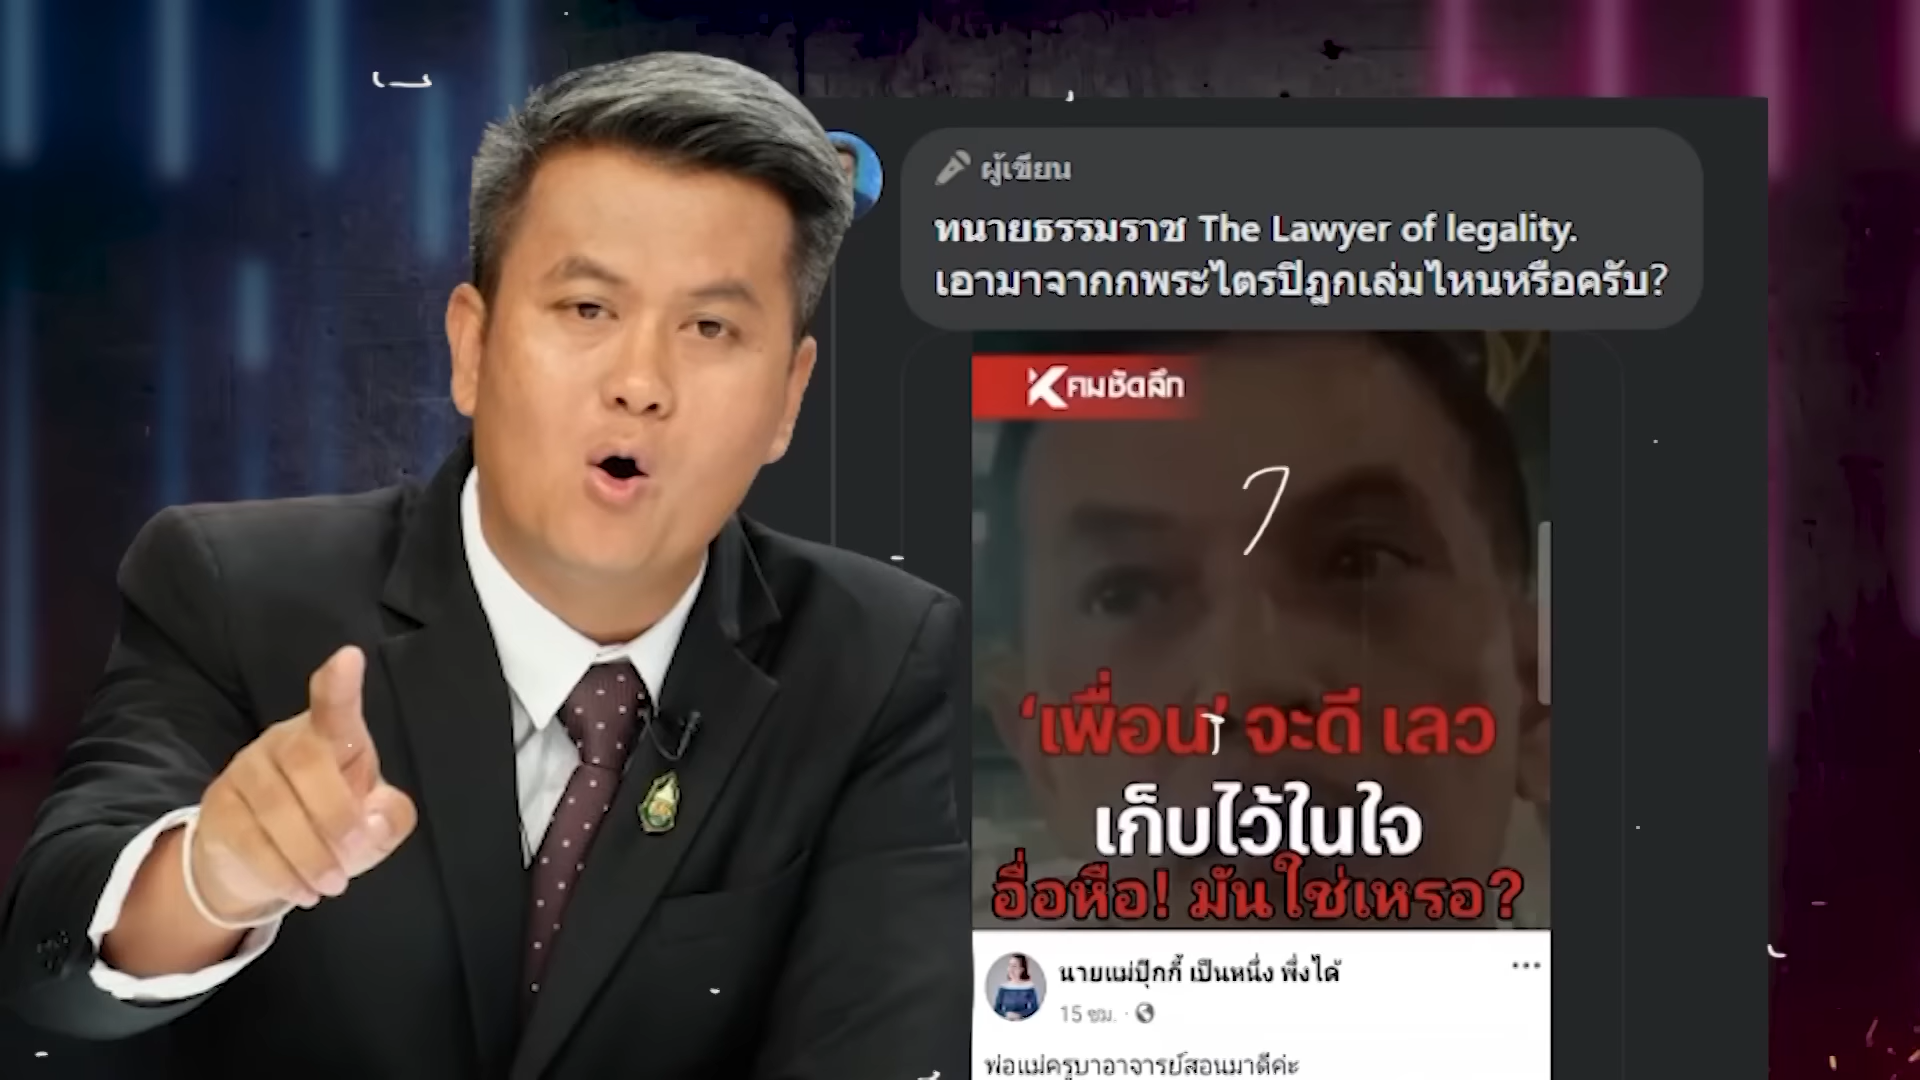 ผู้เขียน
ทนายธรรมราช The Lawyer of legality.
เอามาจากกพระไตรปิฎกเล่มไหนหรือครับ?
คมชัดลึก
‘เพื่อน’ จะดี เลว
เก็บไว้ในใจ
อื่อหือ! มันใช่เหรอ?
นายแม่ปุ๊กกี้ เป็นหนึ่ง พึ่งได้
15 ชม.
พ่อแม่ครูบาอาจารย์สอนมาดีค่ะ